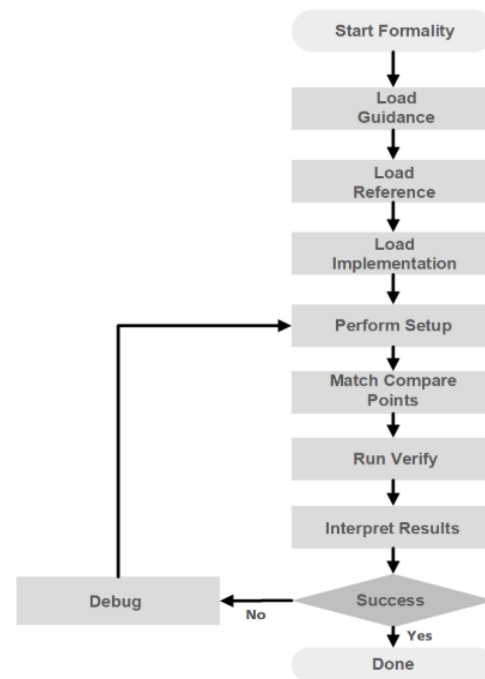 Start Formality
Load
Guidance
Load
Reference
Load
Implementation
Perform Setup
Match Compare
Points
Run Verify
Interpret Results
Debug
No
Success
Yes
Done